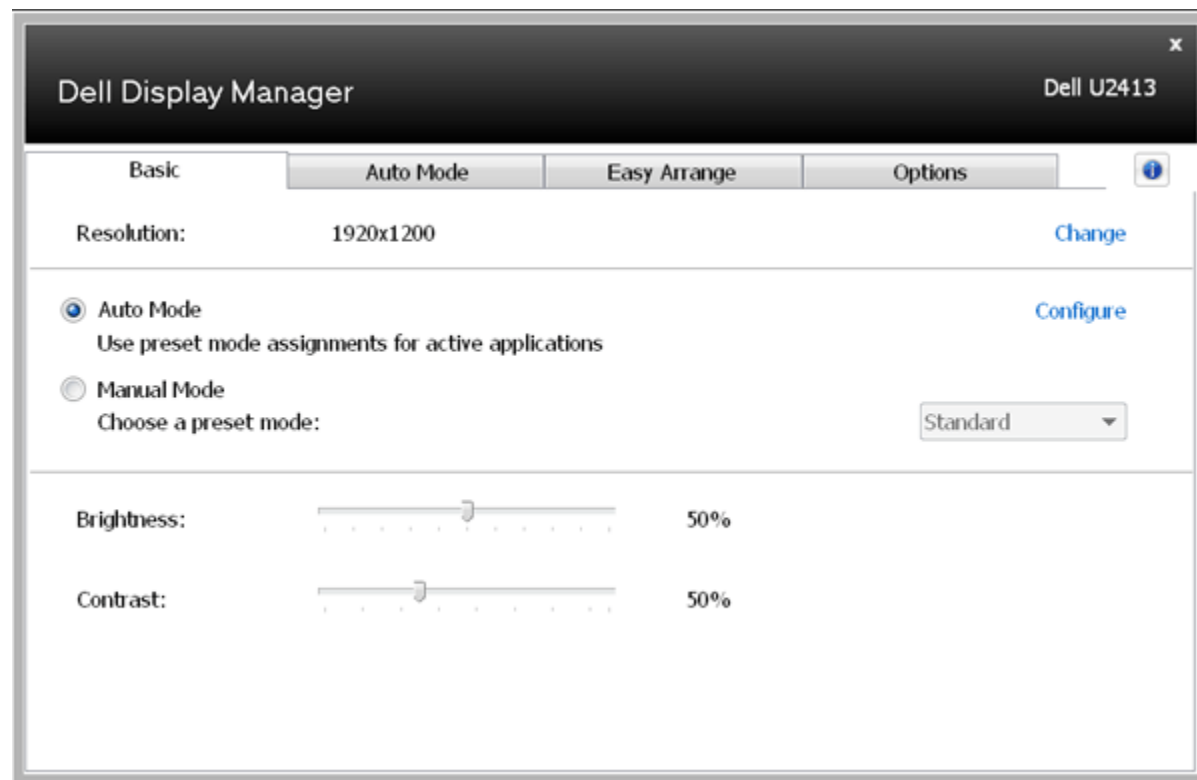 x
Dell Display Manager
Dell U2413
Basic Auto Mode Easy Arrange Options
Resolution: 1920x1200 Change
Auto Mode Configure
Use preset mode assignments for active applications
Manual Mode
Choose a preset mode: Standard
Brightness: 50%
Contrast: 50%